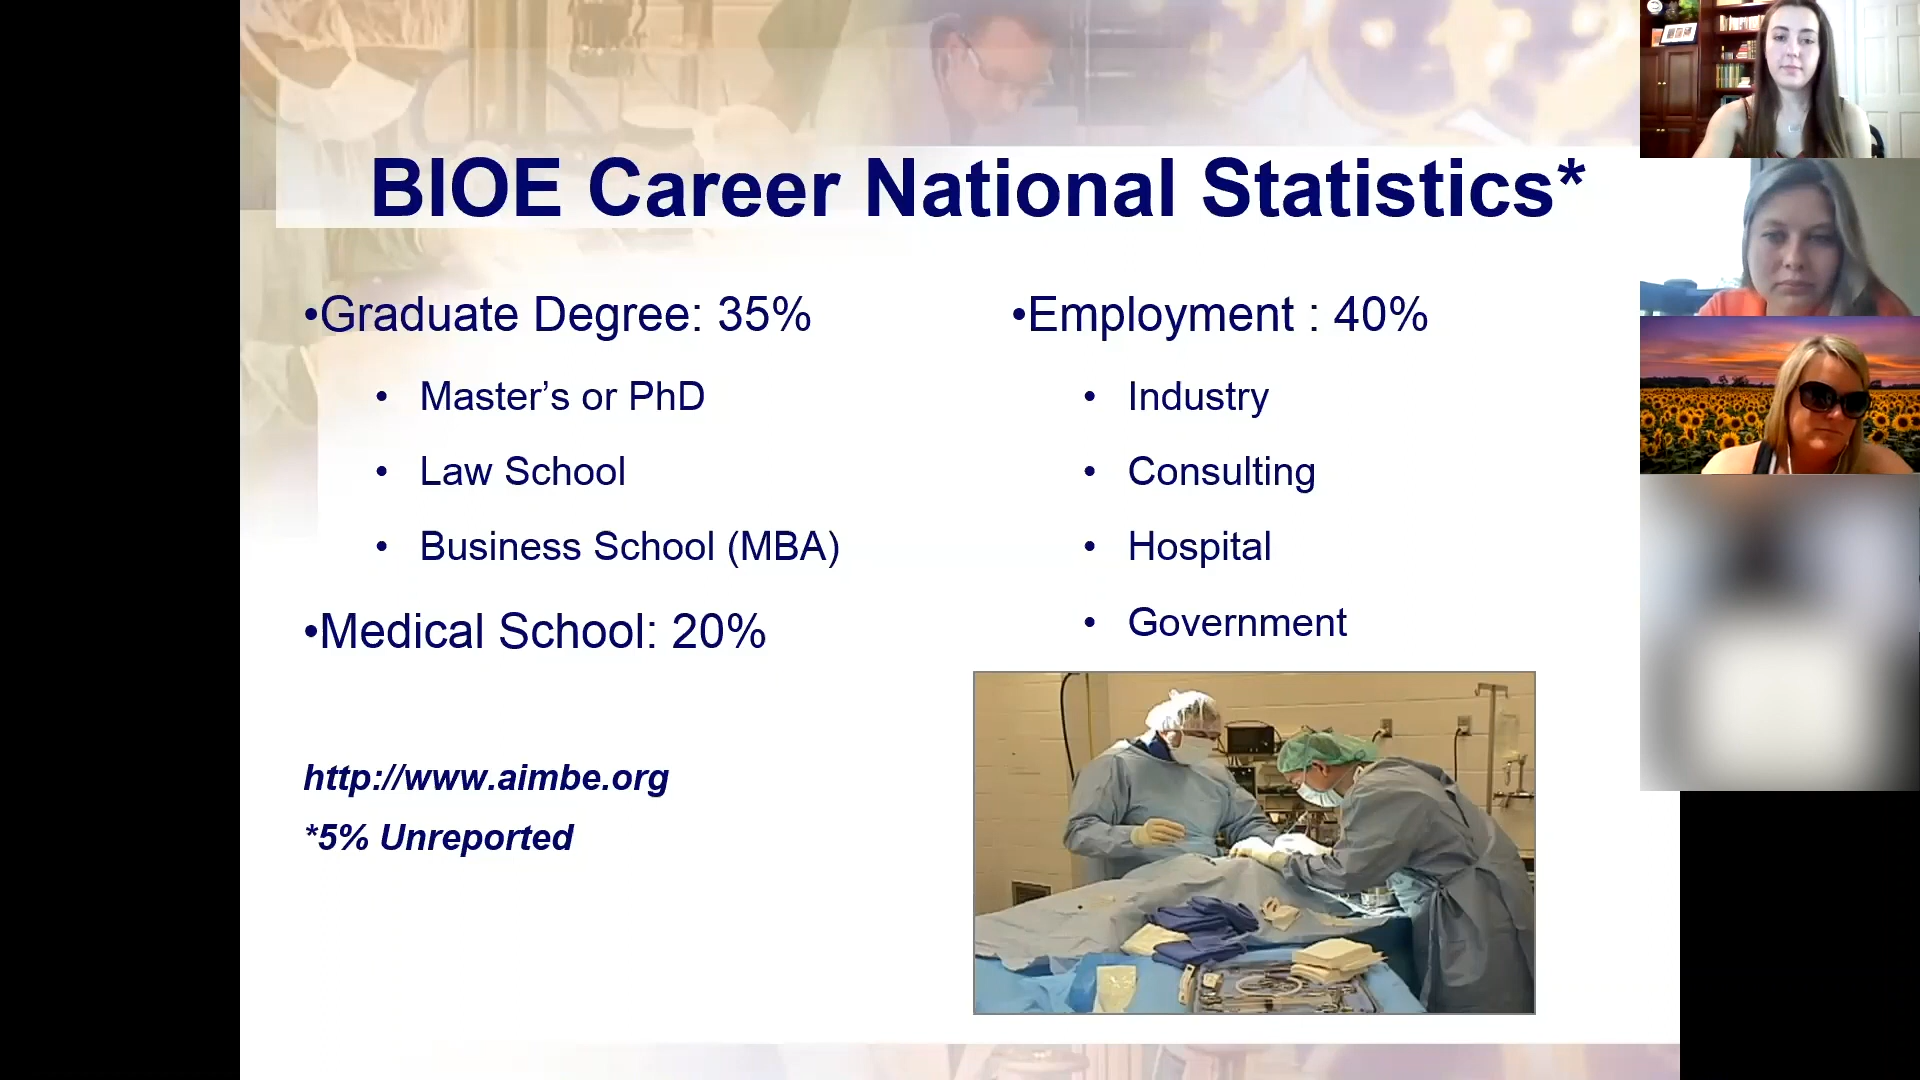 BIOE Career National Statistics*
•Graduate Degree: 35%
• Master’s or PhD
• Law School
• Business School (MBA)
•Medical School: 20%
http://www.aimbe.org
*5% Unreported
•Employment : 40%
• Industry
• Consulting
• Hospital
• Government